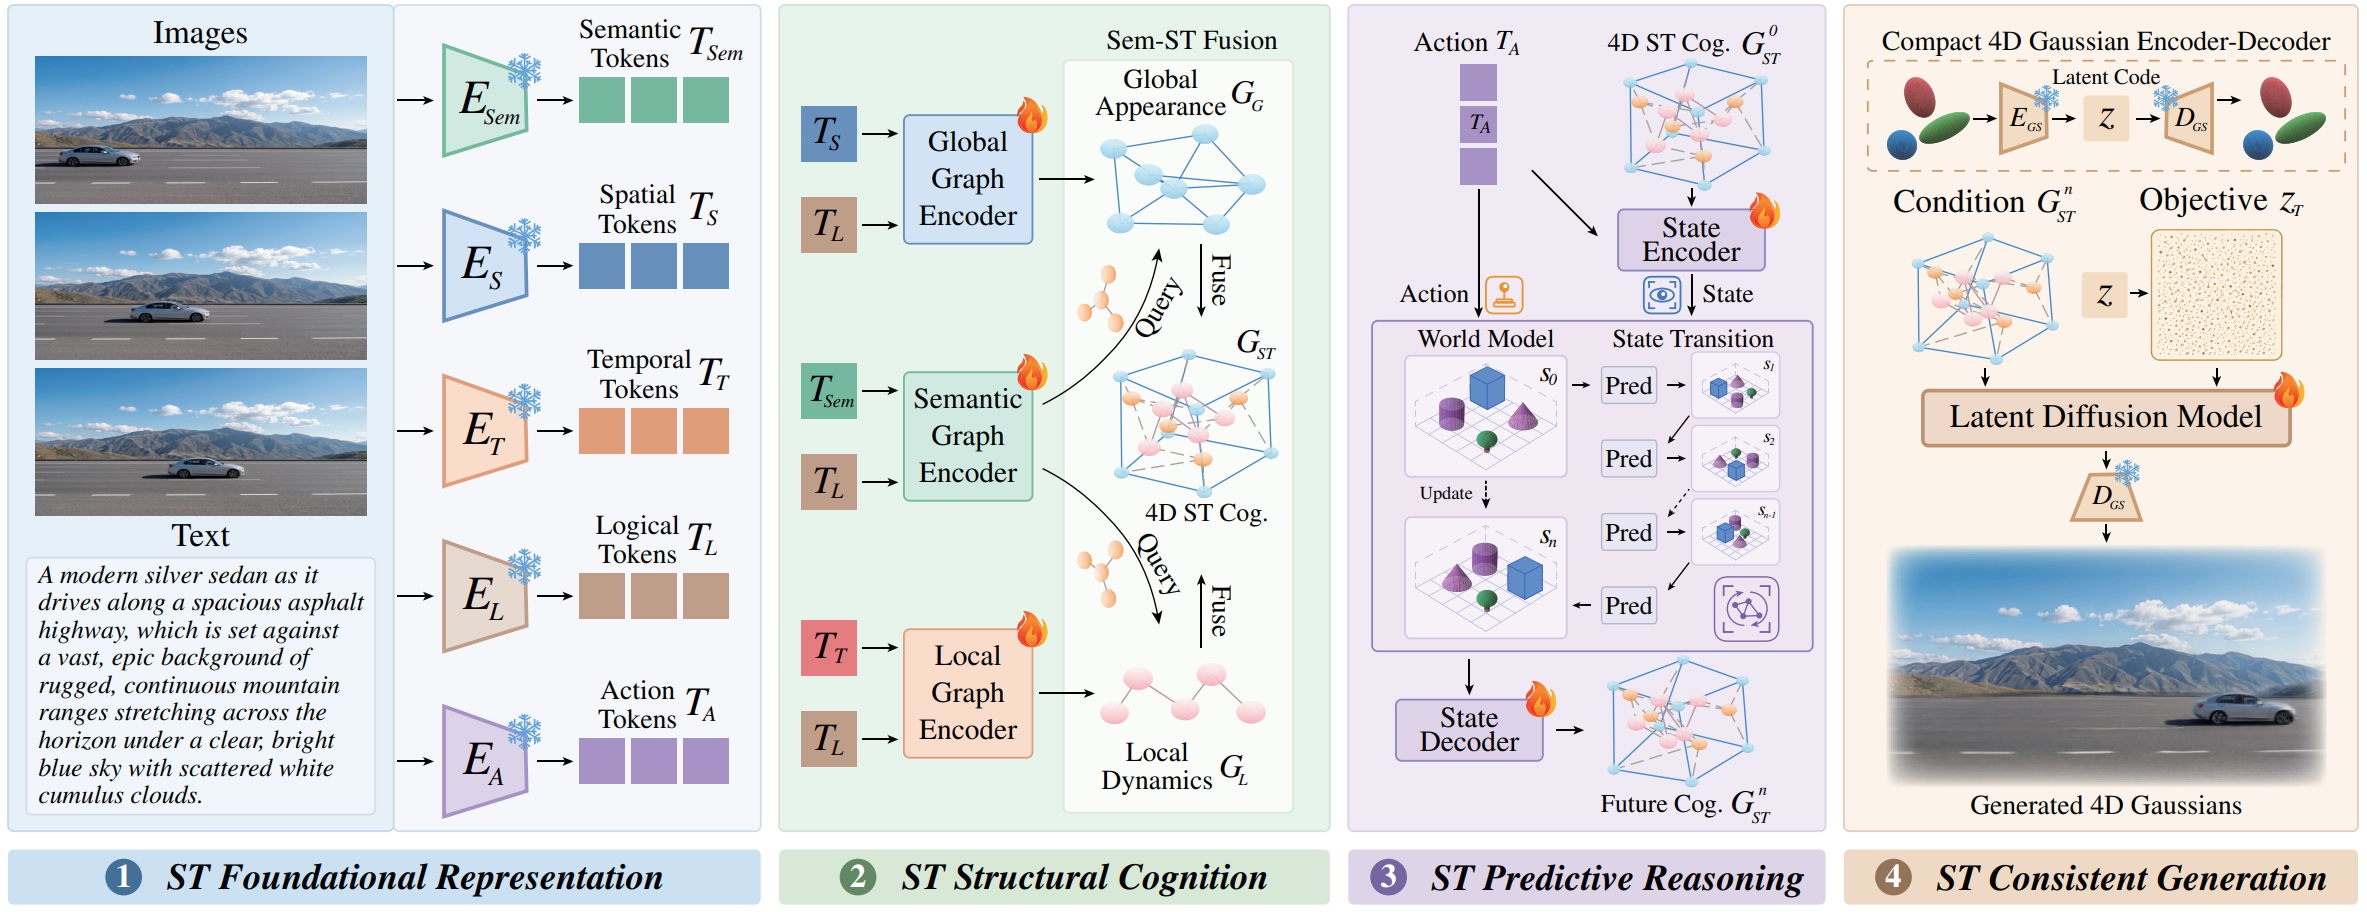 Images
Text
A modern silver sedan as it
drives along a spacious asphalt
highway, which is set against
a vast, epic background of
rugged, continuous mountain
ranges stretching across the
horizon under a clear, bright
blue sky with scattered white
cumulus clouds.
E_Sem
Semantic
Tokens T_Sem
E_S
Spatial
Tokens T_S
E_T
Temporal
Tokens T_T
E_L
Logical
Tokens T_L
E_A
Action
Tokens T_A
1 ST Foundational Representation
Sem-ST Fusion
T_S
T_L
Global
Graph
Encoder
Global
Appearance G_G
Query
Fuse
T_Sem
T_L
Semantic
Graph
Encoder
G_ST
4D ST Cog.
Query
Fuse
T_T
T_L
Local
Graph
Encoder
Local
Dynamics G_L
2 ST Structural Cognition
Action T_A
T_A
4D ST Cog. G_ST^0
State
Encoder
Action
State
World Model
State Transition
s_0
Pred
s_1
Pred
s_2
Update
s_n
Pred
s_n-1
Pred
State
Decoder
Future Cog. G_ST^n
3 ST Predictive Reasoning
Compact 4D Gaussian Encoder-Decoder
Latent Code
E_GS
z
D_GS
Condition G_ST^n
Objective z_T
z
Latent Diffusion Model
D_GS
Generated 4D Gaussians
4 ST Consistent Generation